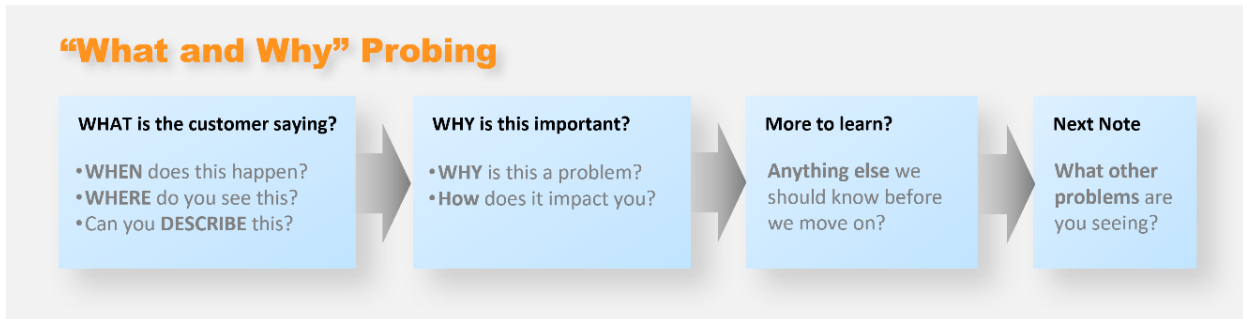 “What and Why” Probing
WHAT is the customer saying?
•WHEN does this happen?
•WHERE do you see this?
•Can you DESCRIBE this?
WHY is this important?
•WHY is this a problem?
•How does it impact you?
More to learn?
Anything else we
should know before
we move on?
Next Note
What other
problems are
you seeing?